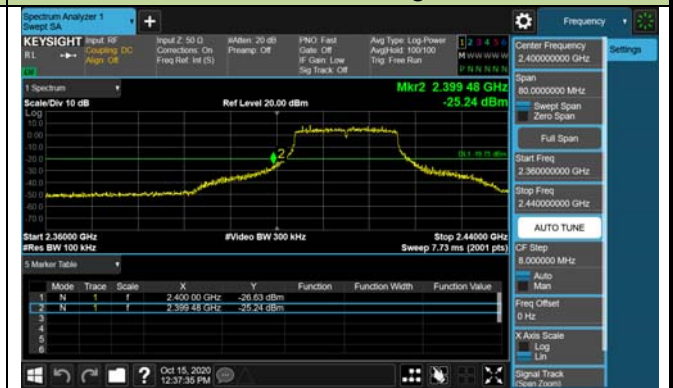 Spectrum Analyzer 1
Swept SA
+
Frequency
KEYSIGHT
Input: RF
Coupling: DC
Align: Off
Input Z: 50 Ω
Corrections: On
Freq Ref: Int (S)
#Atten: 20 dB
Preamp: Off
PNO: Fast
Gate: Off
IF Gain: Low
Sig Track: Off
Avg Type: Log-Power
Avg|Hold: 100/100
Trig: Free Run
1 2 3 4 5 6
M W W W W W
P N N N N N
Center Frequency
2.400000000 GHz
Settings
Span
80.0000000 MHz
Swept Span
Zero Span
Full Span
Start Freq
2.360000000 GHz
Stop Freq
2.440000000 GHz
AUTO TUNE
CF Step
8.000000 MHz
Auto
Man
Freq Offset
0 Hz
X Axis Scale
Log
Lin
Signal Track
(Span Zoom)
1 Spectrum
Scale/Div 10 dB
Ref Level 20.00 dBm
Mkr2 2.399 48 GHz
-25.24 dBm
Log
10.0
0.00
-10.0
-20.0
-30.0
-40.0
-50.0
-60.0
-70.0
2
Start 2.36000 GHz
#Res BW 100 kHz
#Video BW 300 kHz
Stop 2.44000 GHz
Sweep 7.73 ms (2001 pts)
5 Marker Table
Mode Trace Scale X Y Function Function Width Function Value
1 N 1 f 2.400 00 GHz -26.63 dBm
2 N 1 f 2.399 48 GHz -25.24 dBm
3
4
5
6
?
Oct 15, 2020
12:37:35 PM